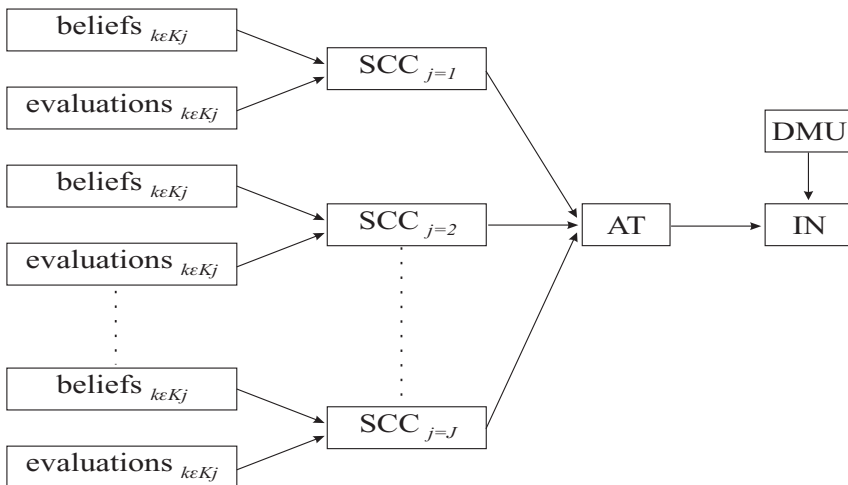 beliefs kεKj
SCC j=1
evaluations kεKj
DMU
beliefs kεKj
SCC j=2
AT
IN
evaluations kεKj
beliefs kεKj
SCC j=J
evaluations kεKj